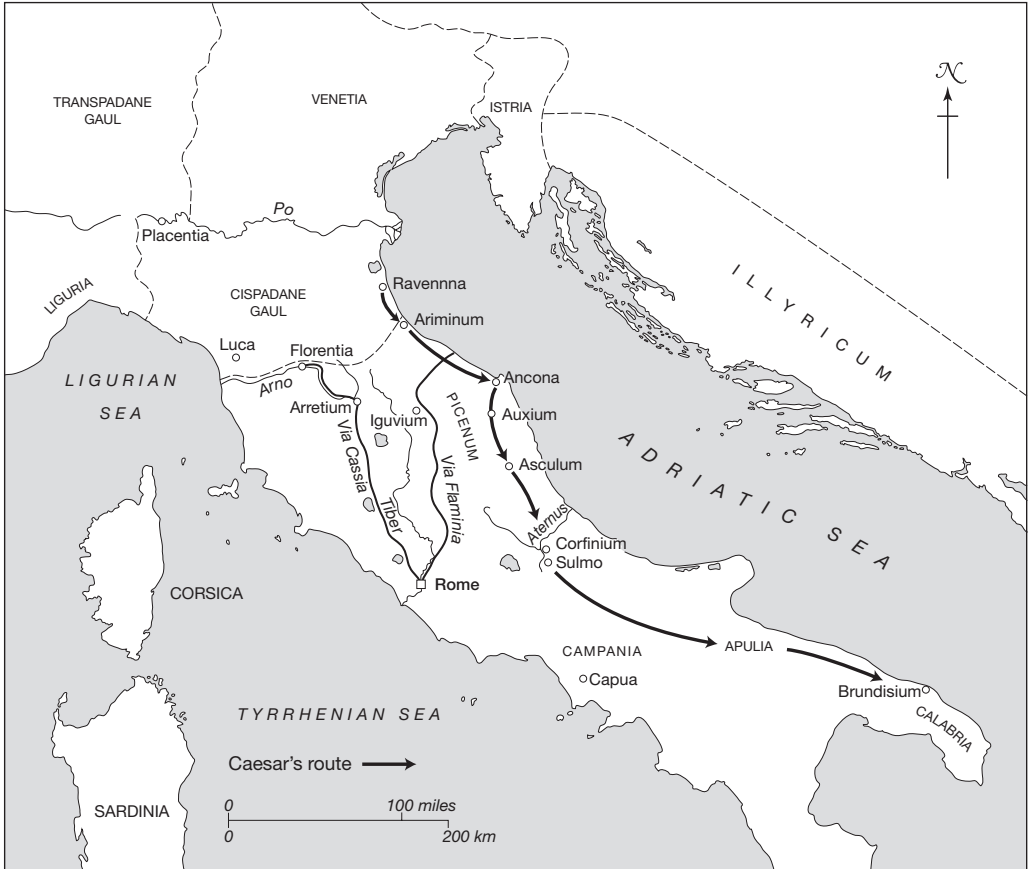 N
TRANSPADANE
GAUL
VENETIA
ISTRIA
Po
Placentia
LIGURIA
CISPADANE
GAUL
Ravennna
Ariminum
ILLYRICUM
Luca
Florentia
Arno
LIGURIAN
SEA
Arretium
Iguvium
PICENUM
Ancona
Auxium
Asculum
Via Cassia
Via Flaminia
Tiber
ADRIATIC SEA
Aternus
Corfinium
Sulmo
Rome
CORSICA
CAMPANIA
Capua
APULIA
Brundisium
CALABRIA
TYRRHENIAN SEA
Caesar's route
SARDINIA
0 100 miles
0 200 km